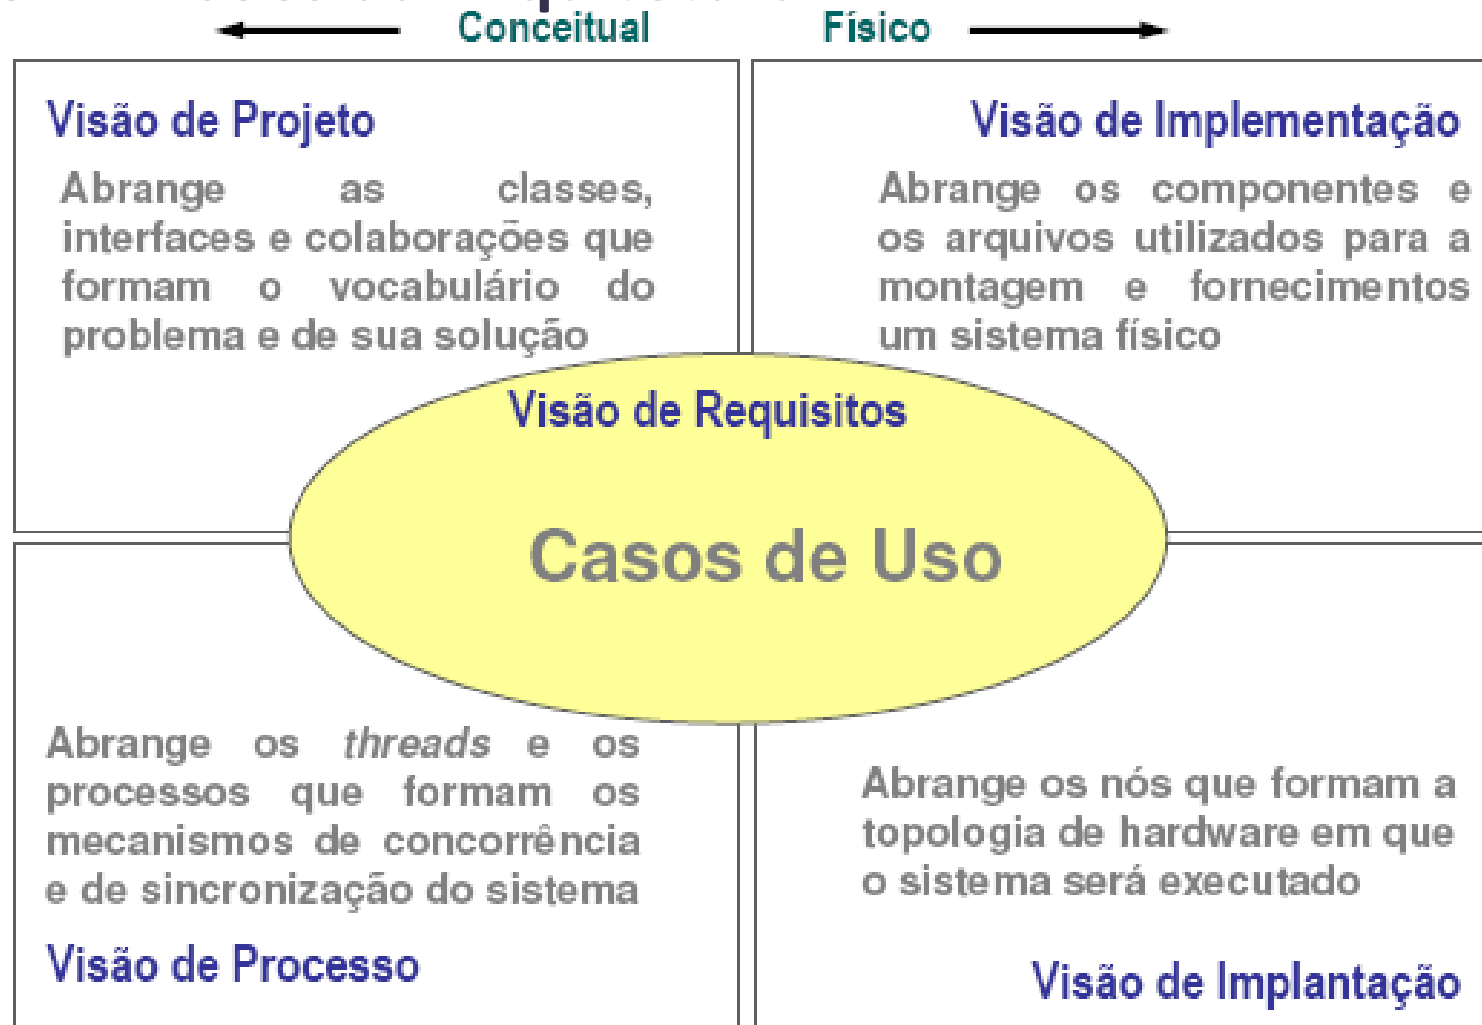 Conceitual
Físico
Visão de Projeto
Abrange as classes,
interfaces e colaborações que
formam o vocabulário do
problema e de sua solução
Visão de Implementação
Abrange os componentes e
os arquivos utilizados para a
montagem e fornecimentos
um sistema físico
Visão de Requisitos
Casos de Uso
Abrange os threads e os
processos que formam os
mecanismos de concorrência
e de sincronização do sistema
Visão de Processo
Abrange os nós que formam a
topologia de hardware em que
o sistema será executado
Visão de Implantação